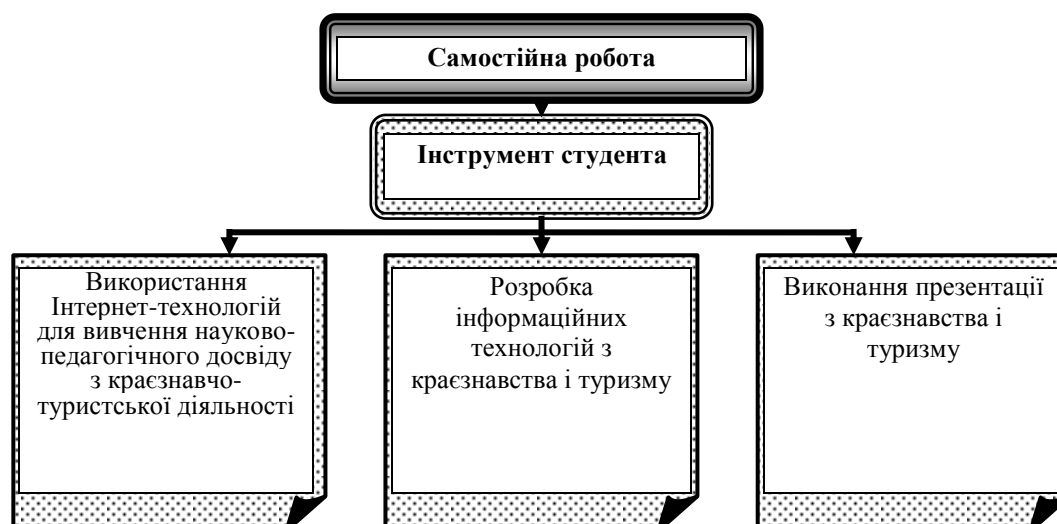 Самостійна робота
Інструмент студента
Використання
Інтернет-технологій
для вивчення науково-
педагогічного досвіду
з краєзнавчо-
туристської діяльності
Розробка
інформаційних
технологій з
краєзнавства і туризму
Виконання презентації
з краєзнавства і
туризму